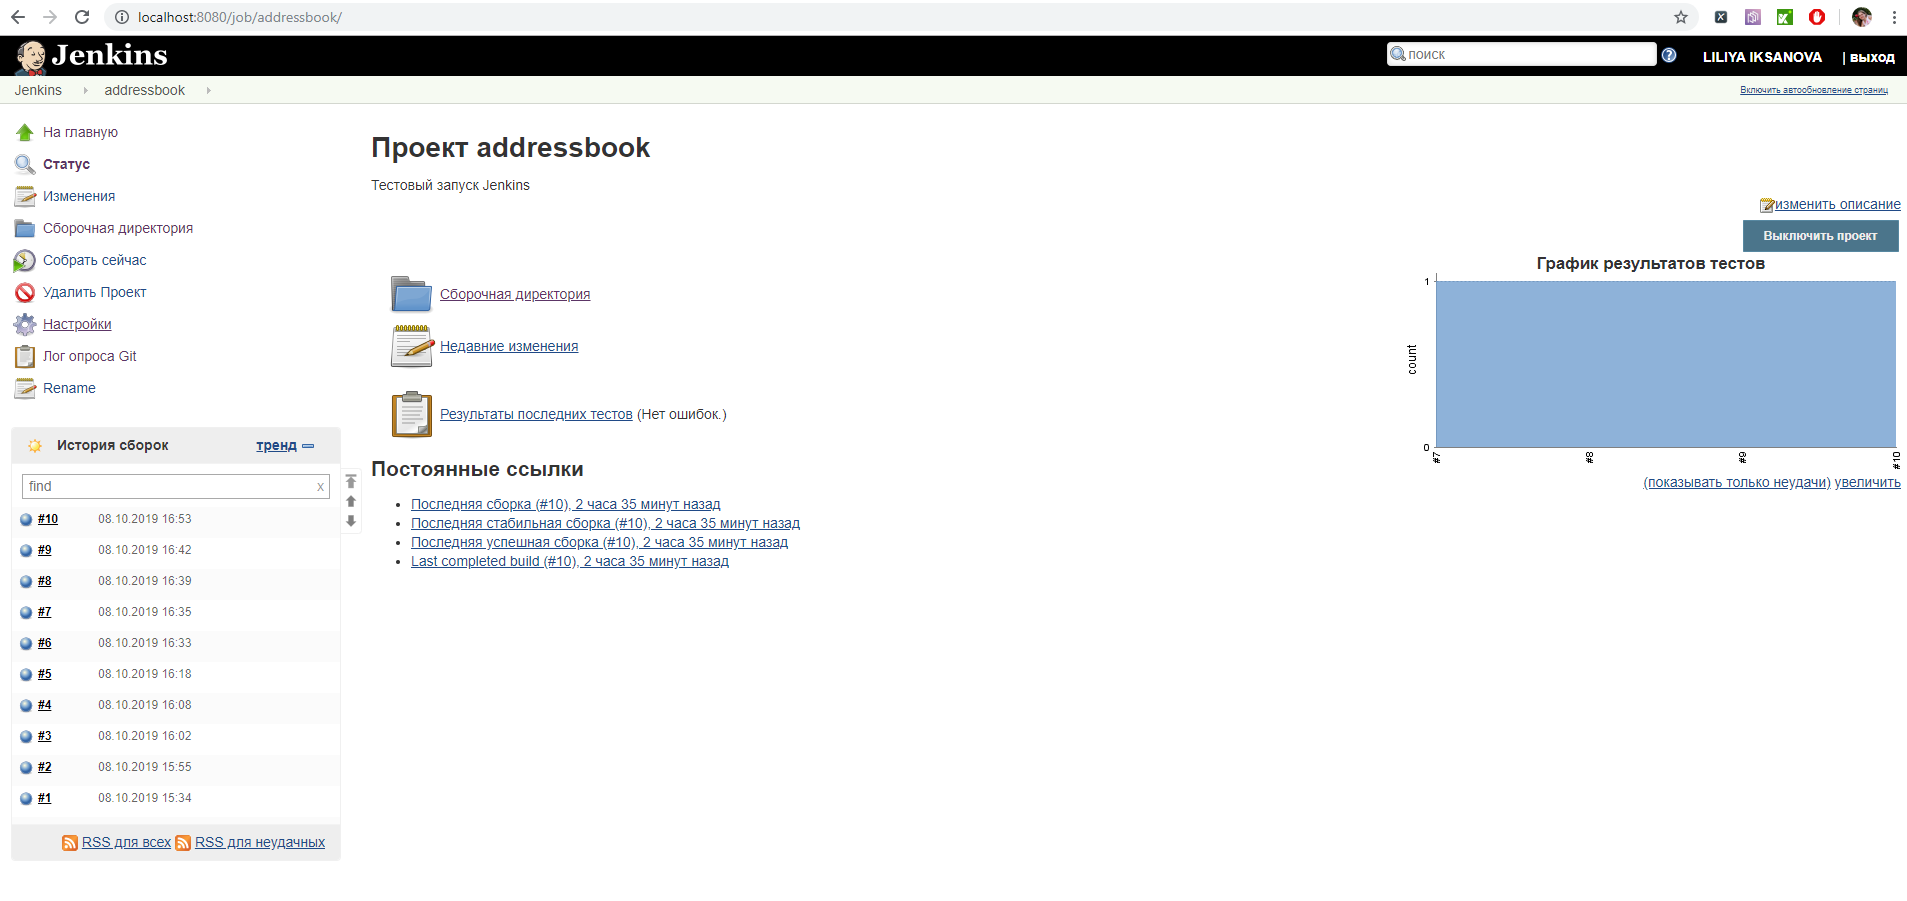 localhost:8080/job/addressbook/
Jenkins
поиск
LILIYA IKSANOVA
| выход
Jenkins
addressbook
Включить автообновление страниц
На главную
Статус
Изменения
Сборочная директория
Собрать сейчас
Удалить Проект
Настройки
Лог опроса Git
Rename
История сборок
тренд
find
x
#10 08.10.2019 16:53
#9 08.10.2019 16:42
#8 08.10.2019 16:39
#7 08.10.2019 16:35
#6 08.10.2019 16:33
#5 08.10.2019 16:18
#4 08.10.2019 16:08
#3 08.10.2019 16:02
#2 08.10.2019 15:55
#1 08.10.2019 15:34
RSS для всех RSS для неудачных
Проект addressbook
Тестовый запуск Jenkins
изменить описание
Выключить проект
Сборочная директория
Недавние изменения
Результаты последних тестов (Нет ошибок.)
Постоянные ссылки
Последняя сборка (#10), 2 часа 35 минут назад
Последняя стабильная сборка (#10), 2 часа 35 минут назад
Последняя успешная сборка (#10), 2 часа 35 минут назад
Last completed build (#10), 2 часа 35 минут назад
График результатов тестов
1
count
0
#7 #8 #9 #10
(показывать только неудачи) увеличить